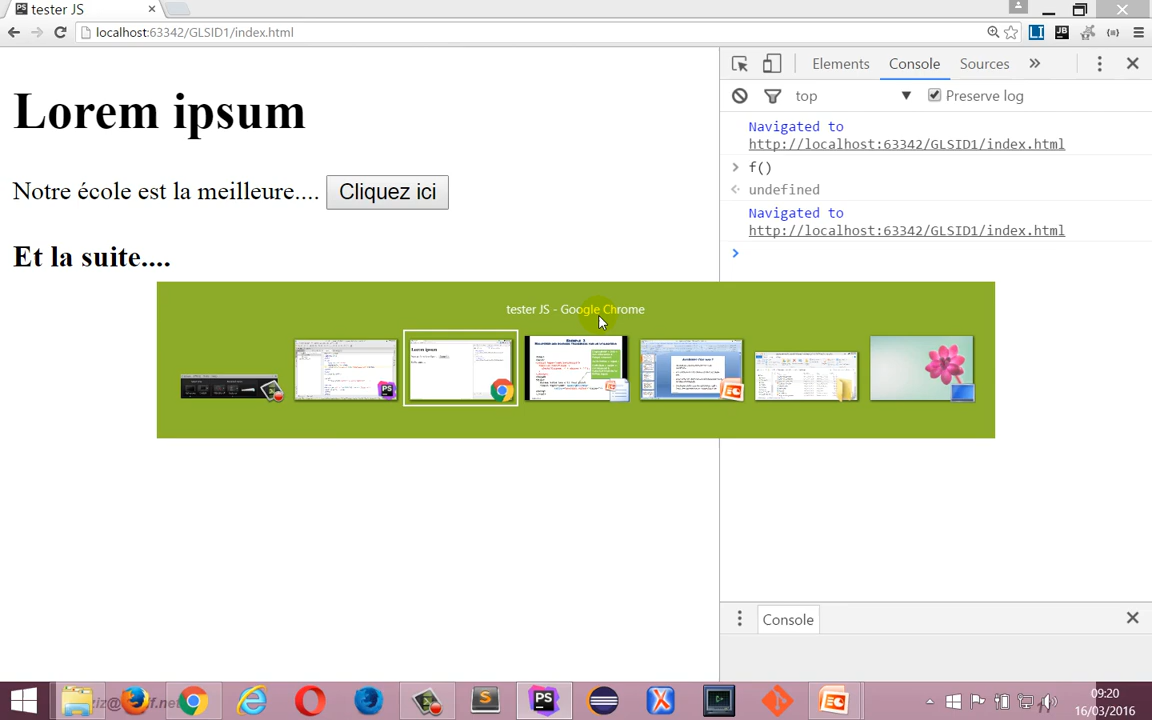 tester JS
localhost:63342/GLSID1/index.html
Lorem ipsum
Notre école est la meilleure.... Cliquez ici
Et la suite....
Elements Console Sources
top Preserve log
Navigated to
http://localhost:63342/GLSID1/index.html
f()
undefined
Navigated to
http://localhost:63342/GLSID1/index.html
tester JS - Google Chrome
Console
09:20
16/03/2016